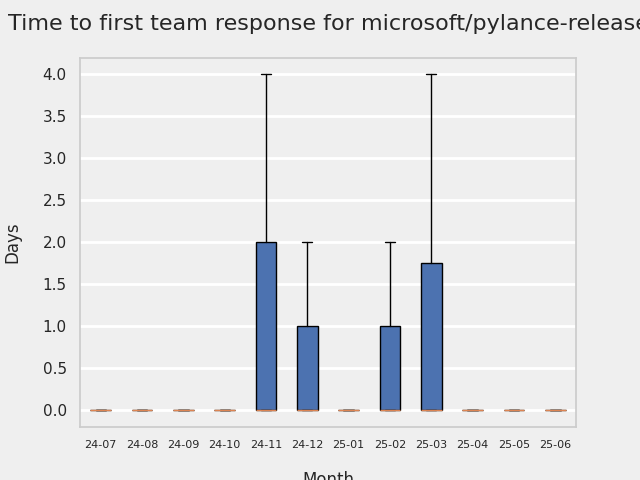 Time to first team response for microsoft/pylance-release
Days
4.0
3.5
3.0
2.5
2.0
1.5
1.0
0.5
0.0
24-07 24-08 24-09 24-10 24-11 24-12 25-01 25-02 25-03 25-04 25-05 25-06
Month